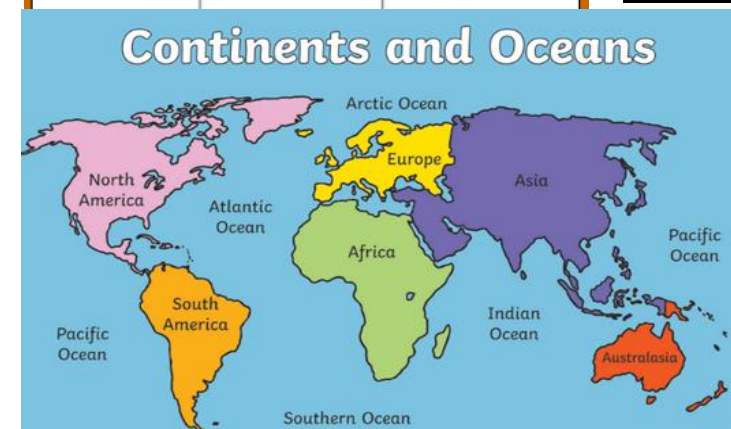 Continents and Oceans
Arctic Ocean
Europe
Asia
North
America
Atlantic
Ocean
Africa
Pacific
Ocean
South
America
Indian
Ocean
Pacific
Ocean
Australasia
Southern Ocean